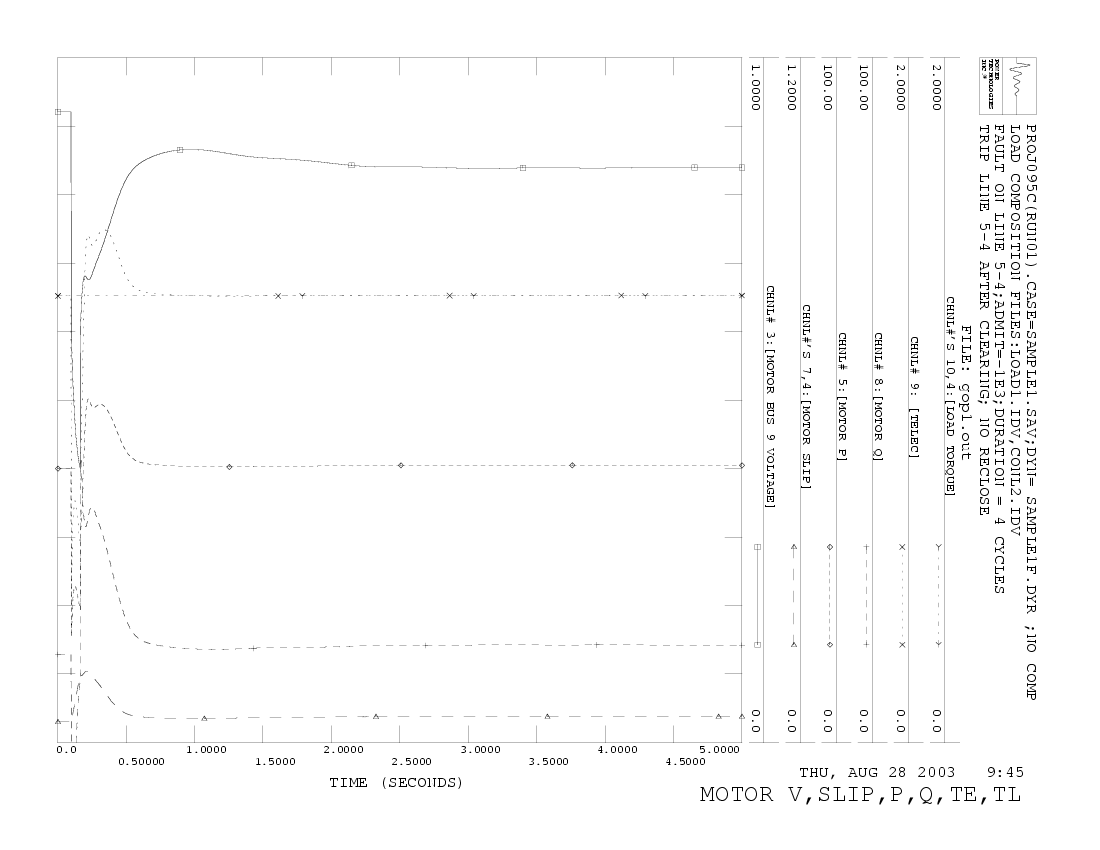 POWER
TECHNOLOGIES
INC.®
PROJ095C(RUN01).CASE=SAMPLE1.SAV;DYN= SAMPLE1F.DYR ;NO COMP
LOAD COMPOSITION FILES:LOAD1.IDV,CONL2.IDV
FAULT ON LINE 5-4;ADMIT=-1E3;DURATION = 4 CYCLES
TRIP LINE 5-4 AFTER CLEARING; NO RECLOSE
FILE: gop1.out
CHNL#'S 10,4:[LOAD TORQUE]
2.0000 0.0
CHNL# 9: [TELEC]
2.0000 0.0
CHNL# 8:[MOTOR Q]
100.00 0.0
CHNL# 5:[MOTOR P]
100.00 0.0
CHNL#'S 7,4:[MOTOR SLIP]
1.2000 0.0
CHNL# 3:[MOTOR BUS 9 VOLTAGE]
1.0000 0.0
0.0 1.0000 2.0000 3.0000 4.0000 5.0000
0.50000 1.5000 2.5000 3.5000 4.5000
TIME (SECONDS)
THU, AUG 28 2003 9:45
MOTOR V,SLIP,P,Q,TE,TL